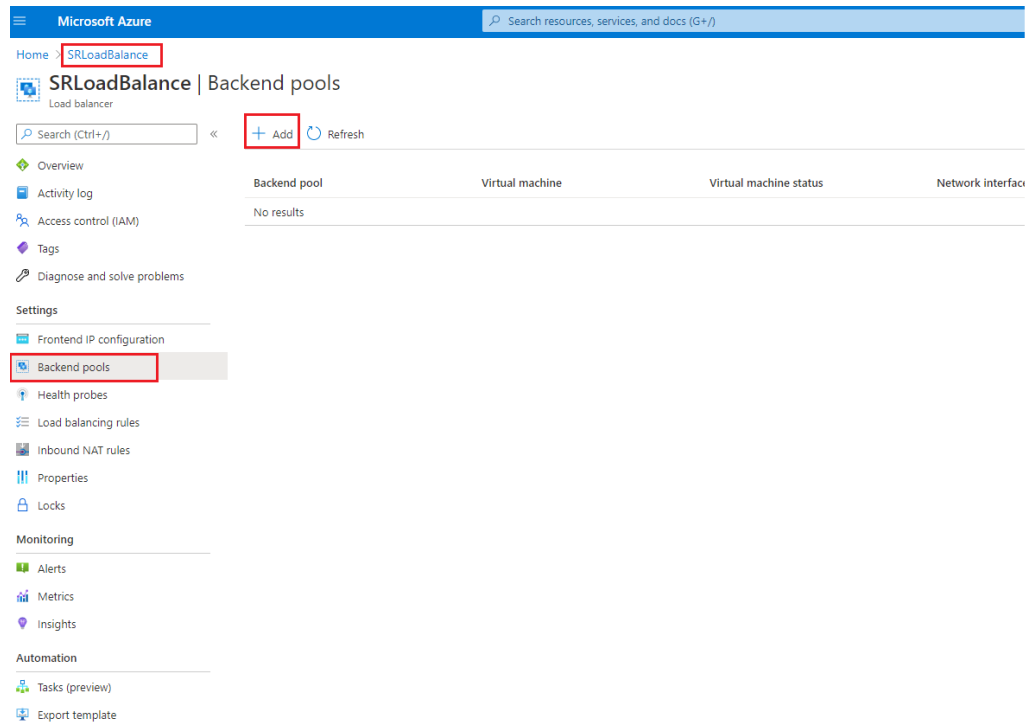 Microsoft Azure
Search resources, services, and docs (G+/)
Home > SRLoadBalance
SRLoadBalance | Backend pools
Load balancer
Search (Ctrl+/)
«
+ Add
Refresh
Overview
Activity log
Access control (IAM)
Tags
Diagnose and solve problems
Settings
Frontend IP configuration
Backend pools
Health probes
Load balancing rules
Inbound NAT rules
Properties
Locks
Monitoring
Alerts
Metrics
Insights
Automation
Tasks (preview)
Export template
Backend pool Virtual machine Virtual machine status Network interface
No results